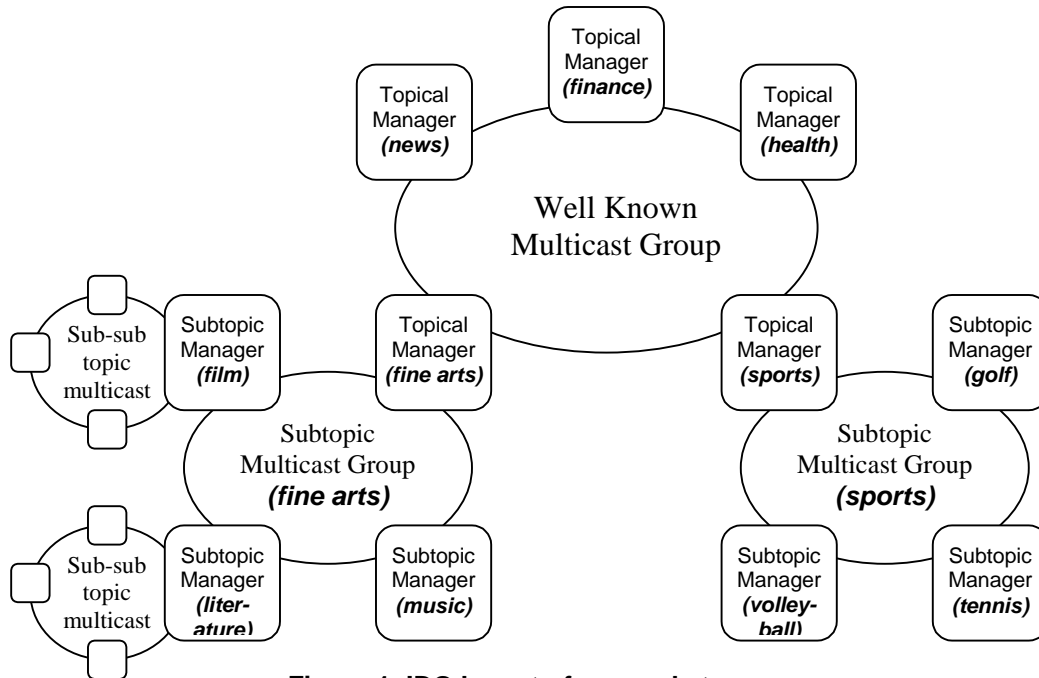 Topical
Manager
(finance)
Topical
Manager
(news)
Topical
Manager
(health)
Well Known
Multicast Group
Sub-sub
topic
multicast
Subtopic
Manager
(film)
Topical
Manager
(fine arts)
Topical
Manager
(sports)
Subtopic
Manager
(golf)
Subtopic
Multicast Group
(fine arts)
Subtopic
Multicast Group
(sports)
Sub-sub
topic
multicast
Subtopic
Manager
(liter-
ature)
Subtopic
Manager
(music)
Subtopic
Manager
(volley-
ball)
Subtopic
Manager
(tennis)